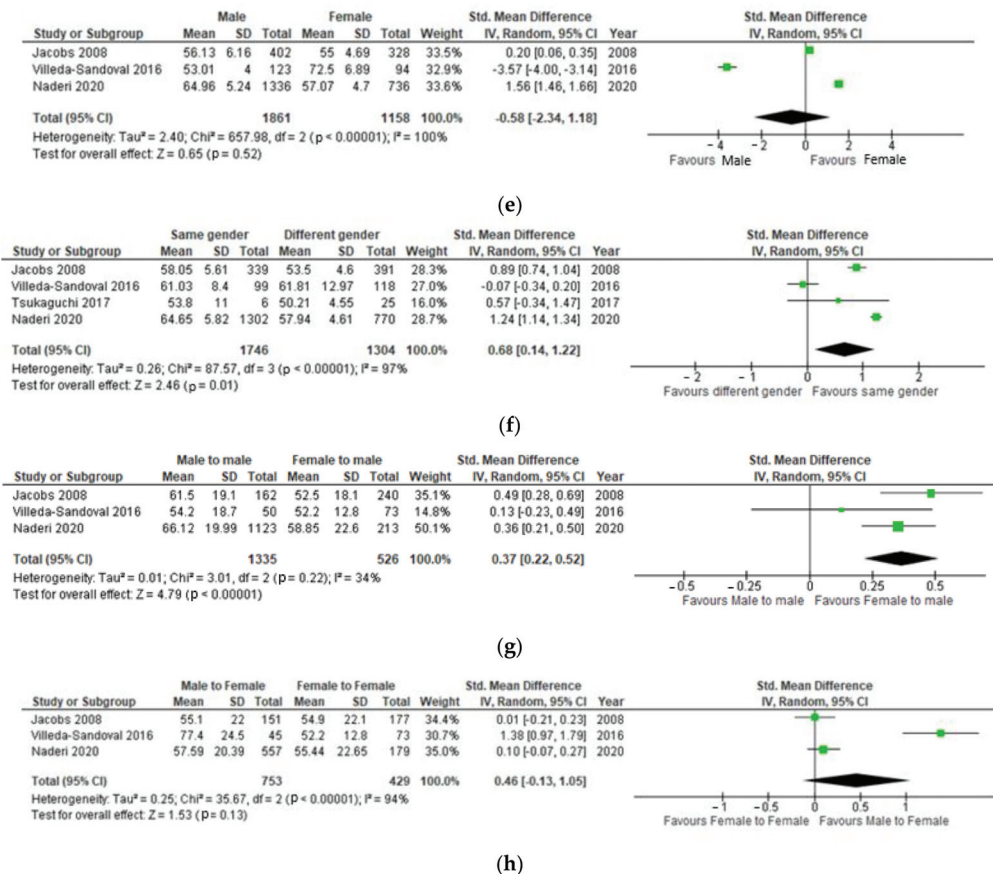 Male Female Std. Mean Difference Std. Mean Difference
Study or Subgroup Mean SD Total Mean SD Total Weight IV, Random, 95% CI Year IV, Random, 95% CI
Jacobs 2008 56.13 6.16 402 55 4.69 328 33.5% 0.20 [0.06, 0.35] 2008
Villeda-Sandoval 2016 53.01 4 123 72.5 6.89 94 32.9% -3.57 [-4.00, -3.14] 2016
Naderi 2020 64.96 5.24 1336 57.07 4.7 736 33.6% 1.56 [1.46, 1.66] 2020
Total (95% CI) 1861 1158 100.0% -0.58 [-2.34, 1.18]
Heterogeneity: Tau² = 2.40; Chi² = 657.98, df = 2 (p < 0.00001); I² = 100%
Test for overall effect: Z = 0.65 (p = 0.52)
-4 -2 0 2 4
Favours Male Favours Female
(e)
Same gender Different gender Std. Mean Difference Std. Mean Difference
Study or Subgroup Mean SD Total Mean SD Total Weight IV, Random, 95% CI Year IV, Random, 95% CI
Jacobs 2008 58.05 5.61 339 53.5 4.6 391 28.3% 0.89 [0.74, 1.04] 2008
Villeda-Sandoval 2016 61.03 8.4 99 61.81 12.97 118 27.0% -0.07 [-0.34, 0.20] 2016
Tsukaguchi 2017 53.8 11 6 50.21 4.55 25 16.0% 0.57 [-0.34, 1.47] 2017
Naderi 2020 64.65 5.82 1302 57.94 4.61 770 28.7% 1.24 [1.14, 1.34] 2020
Total (95% CI) 1746 1304 100.0% 0.68 [0.14, 1.22]
Heterogeneity: Tau² = 0.26; Chi² = 87.57, df = 3 (p < 0.00001); I² = 97%
Test for overall effect: Z = 2.46 (p = 0.01)
-2 -1 0 1 2
Favours different gender Favours same gender
(f)
Male to male Female to male Std. Mean Difference Std. Mean Difference
Study or Subgroup Mean SD Total Mean SD Total Weight IV, Random, 95% CI Year IV, Random, 95% CI
Jacobs 2008 61.5 19.1 162 52.5 18.1 240 35.1% 0.49 [0.28, 0.69] 2008
Villeda-Sandoval 2016 54.2 18.7 50 52.2 12.8 73 14.8% 0.13 [-0.23, 0.49] 2016
Naderi 2020 66.12 19.99 1123 58.85 22.6 213 50.1% 0.36 [0.21, 0.50] 2020
Total (95% CI) 1335 526 100.0% 0.37 [0.22, 0.52]
Heterogeneity: Tau² = 0.01; Chi² = 3.01, df = 2 (p = 0.22); I² = 34%
Test for overall effect: Z = 4.79 (p < 0.00001)
-0.5 -0.25 0 0.25 0.5
Favours Male to male Favours Female to male
(g)
Male to Female Female to Female Std. Mean Difference Std. Mean Difference
Study or Subgroup Mean SD Total Mean SD Total Weight IV, Random, 95% CI Year IV, Random, 95% CI
Jacobs 2008 55.1 22 151 54.9 22.1 177 34.4% 0.01 [-0.21, 0.23] 2008
Villeda-Sandoval 2016 77.4 24.5 45 52.2 12.8 73 30.7% 1.38 [0.97, 1.79] 2016
Naderi 2020 57.59 20.39 557 55.44 22.65 179 35.0% 0.10 [-0.07, 0.27] 2020
Total (95% CI) 753 429 100.0% 0.46 [-0.13, 1.05]
Heterogeneity: Tau² = 0.25; Chi² = 35.67, df = 2 (p < 0.00001); I² = 94%
Test for overall effect: Z = 1.53 (p = 0.13)
-1 -0.5 0 0.5 1
Favours Female to Female Favours Male to Female
(h)